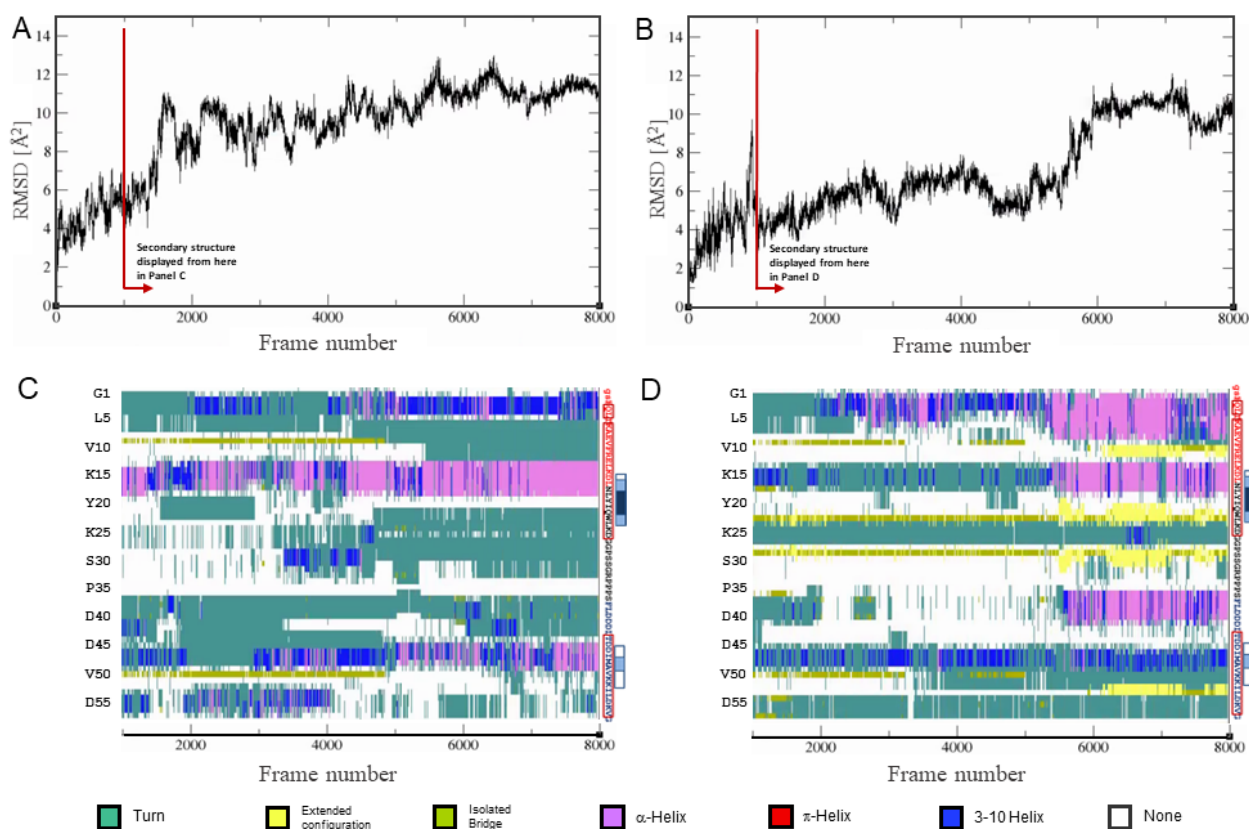 A
14
12
10
8
6
4
2
0
RMSD [Å²]
Secondary structure
displayed from here
in Panel C
0
2000
4000
6000
8000
Frame number
B
14
12
10
8
6
4
2
0
RMSD [Å²]
Secondary structure
displayed from here
in Panel D
0
2000
4000
6000
8000
Frame number
C
G1
L5
V10
K15
Y20
K25
S30
P35
D40
D45
V50
D55
2000
4000
6000
8000
Frame number
D
G1
L5
V10
K15
Y20
K25
S30
P35
D40
D45
V50
D55
2000
4000
6000
8000
Frame number
Turn
Extended
configuration
Isolated
Bridge
α-Helix
π-Helix
3-10 Helix
None